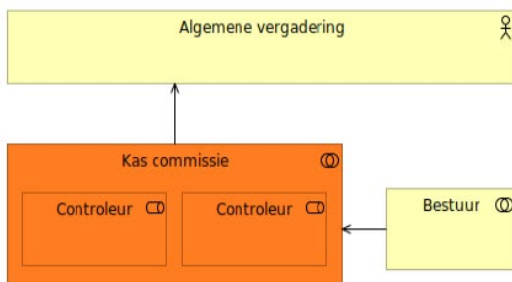 Algemene vergadering
Kas commissie
Controleur
Controleur
Bestuur